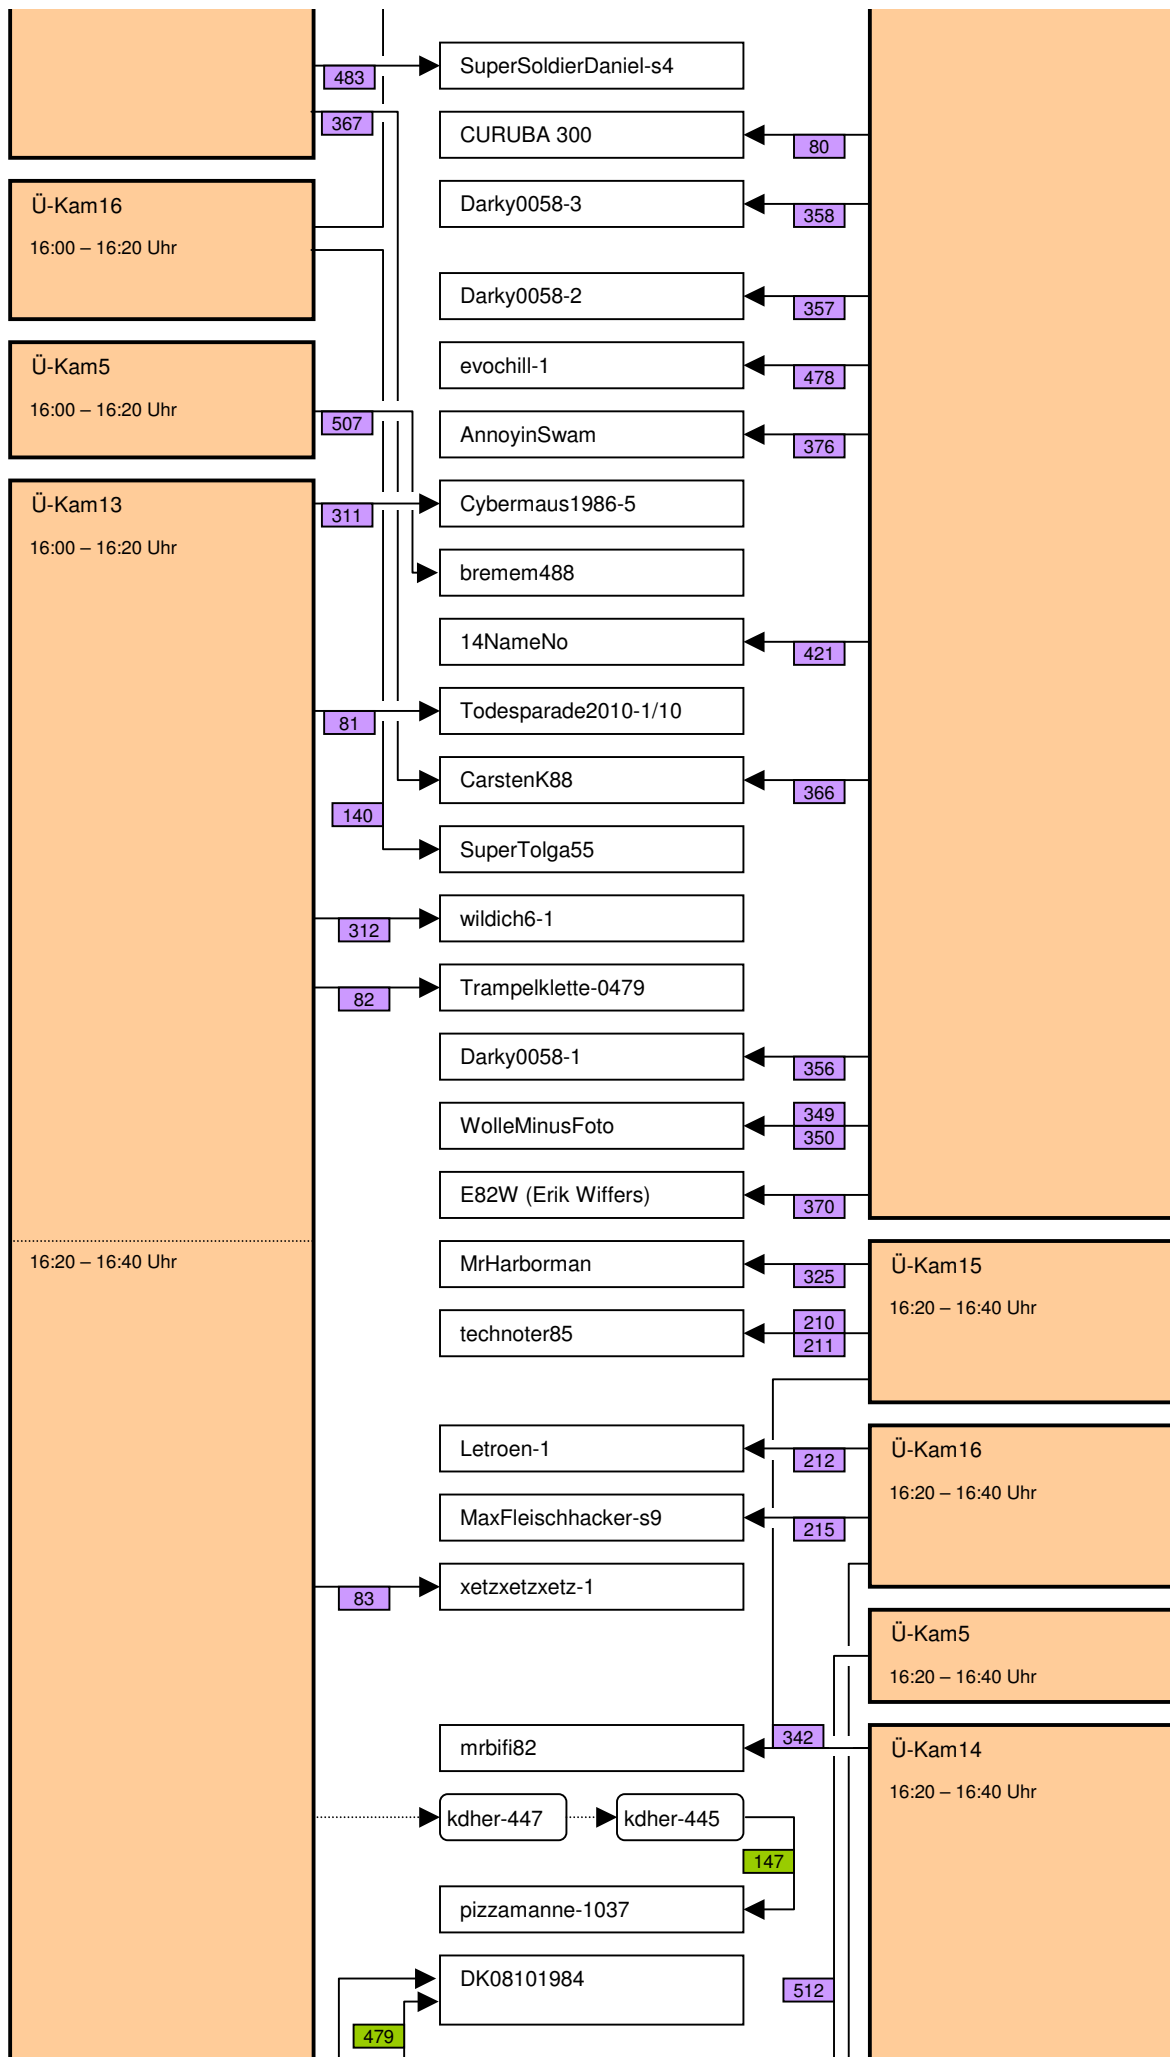 SuperSoldierDaniel-s4
483
367
CURUBA 300
80
Ü-Kam16
16:00 – 16:20 Uhr
Darky0058-3
358
Darky0058-2
357
Ü-Kam5
16:00 – 16:20 Uhr
evochill-1
478
507
AnnoyinSwam
376
Ü-Kam13
16:00 – 16:20 Uhr
311
Cybermaus1986-5
bremem488
14NameNo
421
81
Todesparade2010-1/10
CarstenK88
366
140
SuperTolga55
312
wildich6-1
82
Trampelklette-0479
Darky0058-1
356
WolleMinusFoto
349
350
E82W (Erik Wiffers)
370
16:20 – 16:40 Uhr
MrHarborman
325
Ü-Kam15
16:20 – 16:40 Uhr
technoter85
210
211
Letroen-1
212
Ü-Kam16
16:20 – 16:40 Uhr
MaxFleischhacker-s9
215
83
xetzxetzxetz-1
Ü-Kam5
16:20 – 16:40 Uhr
mrbifi82
342
Ü-Kam14
16:20 – 16:40 Uhr
kdher-447
kdher-445
147
pizzamanne-1037
DK08101984
512
479